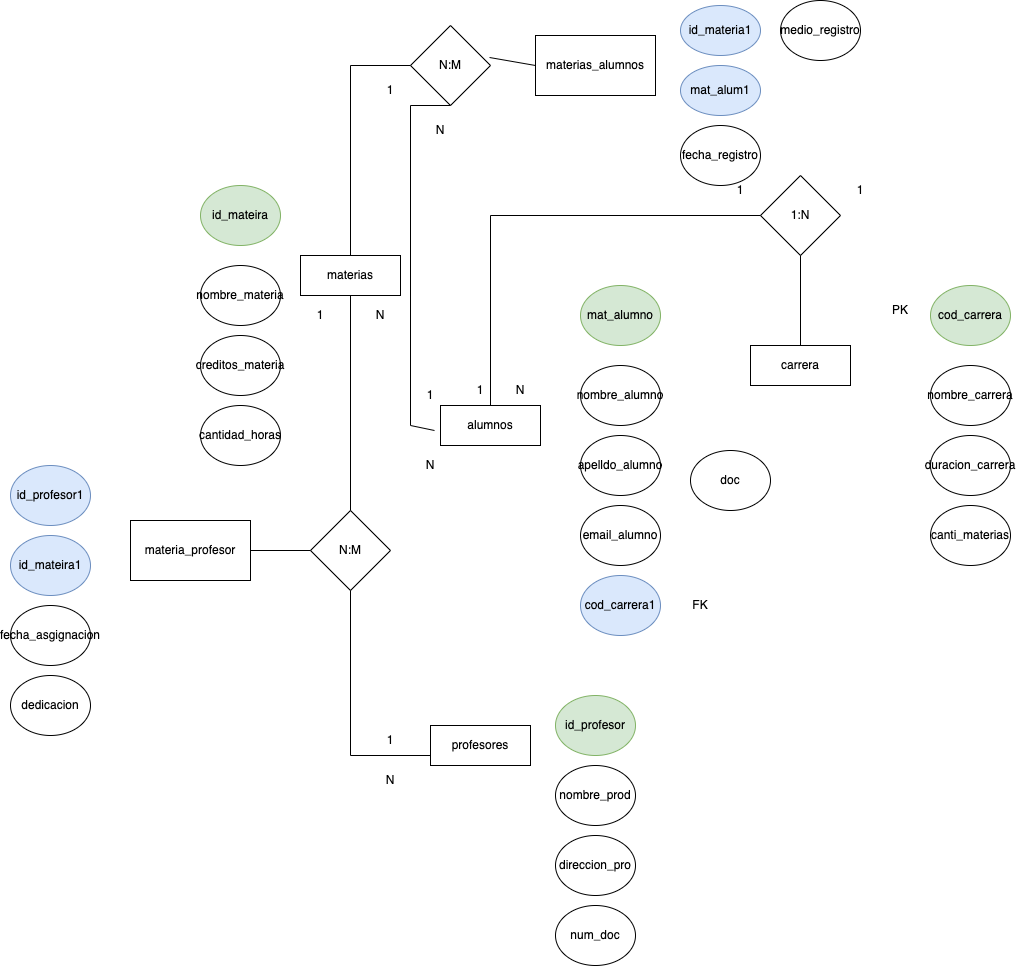 id_materia1
medio_registro
N:M
materias_alumnos
1
mat_alum1
N
fecha_registro
1
1
id_mateira
1:N
materias
nombre_materia
1
N
mat_alumno
PK
cod_carrera
creditos_materia
carrera
1
1
N
nombre_alumno
nombre_carrera
alumnos
cantidad_horas
N
apelldo_alumno
duracion_carrera
doc
id_profesor1
email_alumno
canti_materias
materia_profesor
N:M
id_mateira1
cod_carrera1
FK
fecha_asgignacion
dedicacion
id_profesor
1
profesores
N
nombre_prod
direccion_pro
num_doc